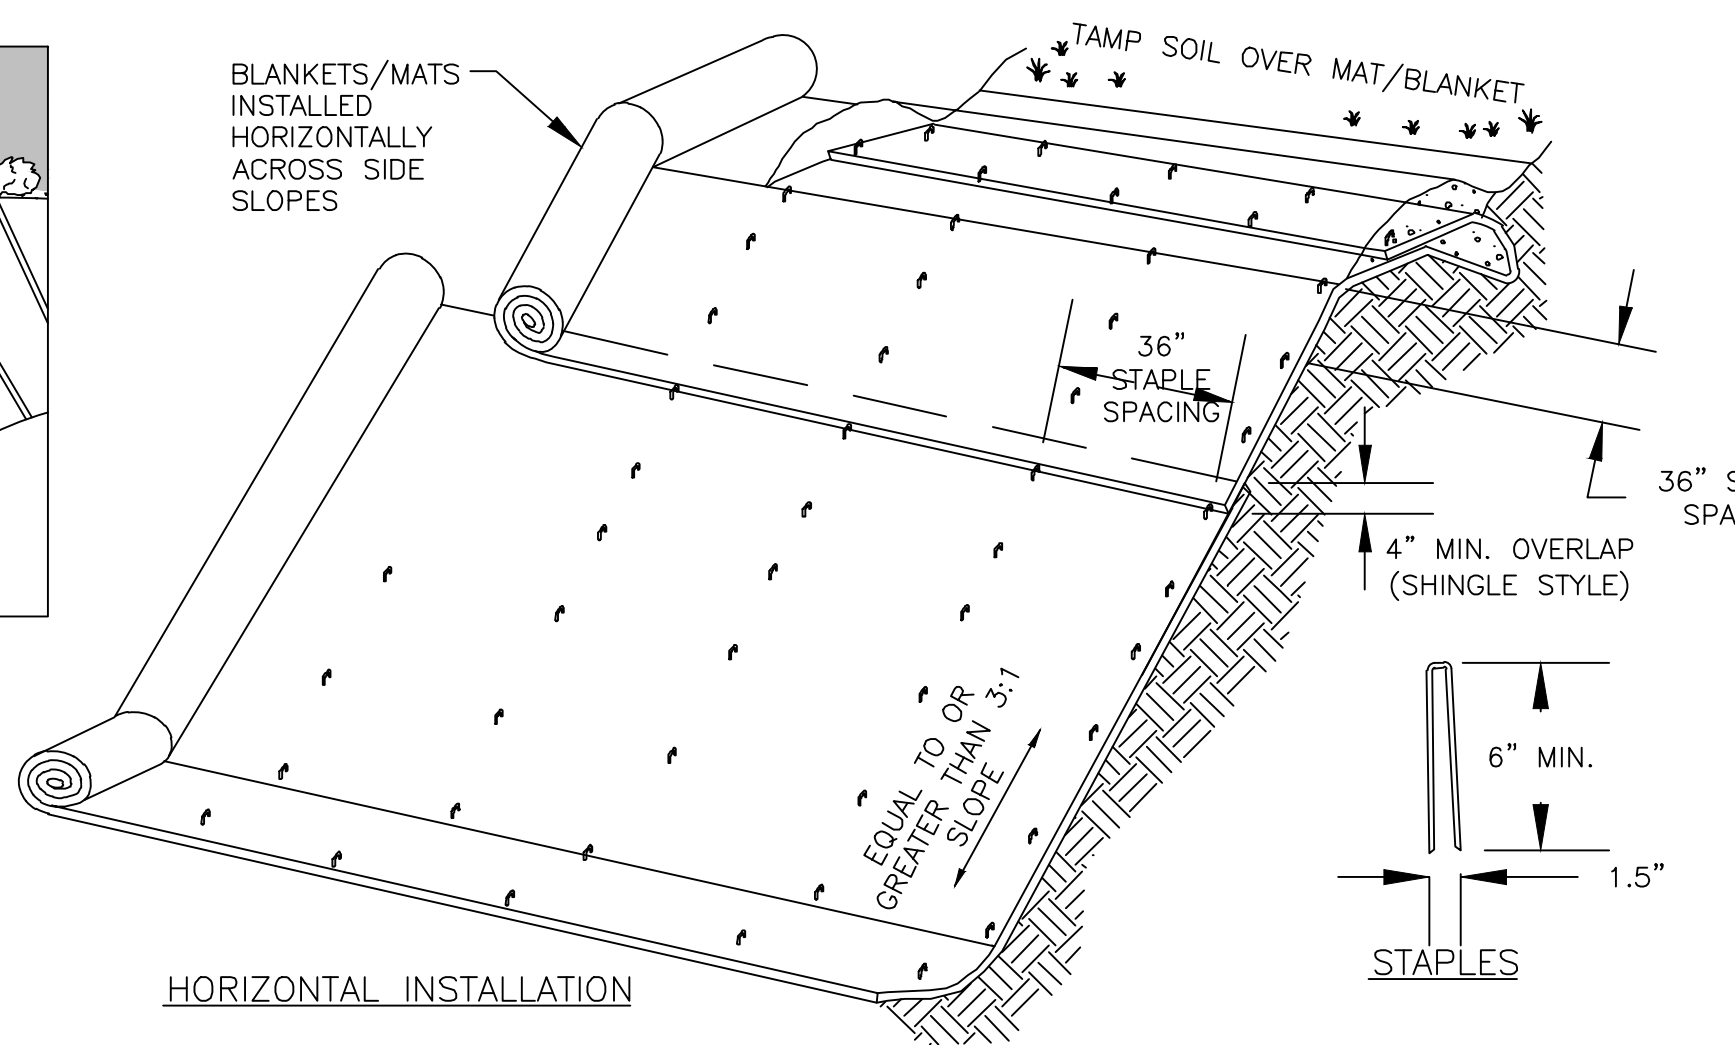 BLANKETS/MATS
INSTALLED
HORIZONTALLY
ACROSS SIDE
SLOPES
TAMP SOIL OVER MAT/BLANKET
36"
STAPLE
SPACING
36"
4" MIN. OVERLAP
(SHINGLE STYLE)
EQUAL TO OR
GREATER THAN 3:1
SLOPE
6" MIN.
1.5"
STAPLES
HORIZONTAL INSTALLATION